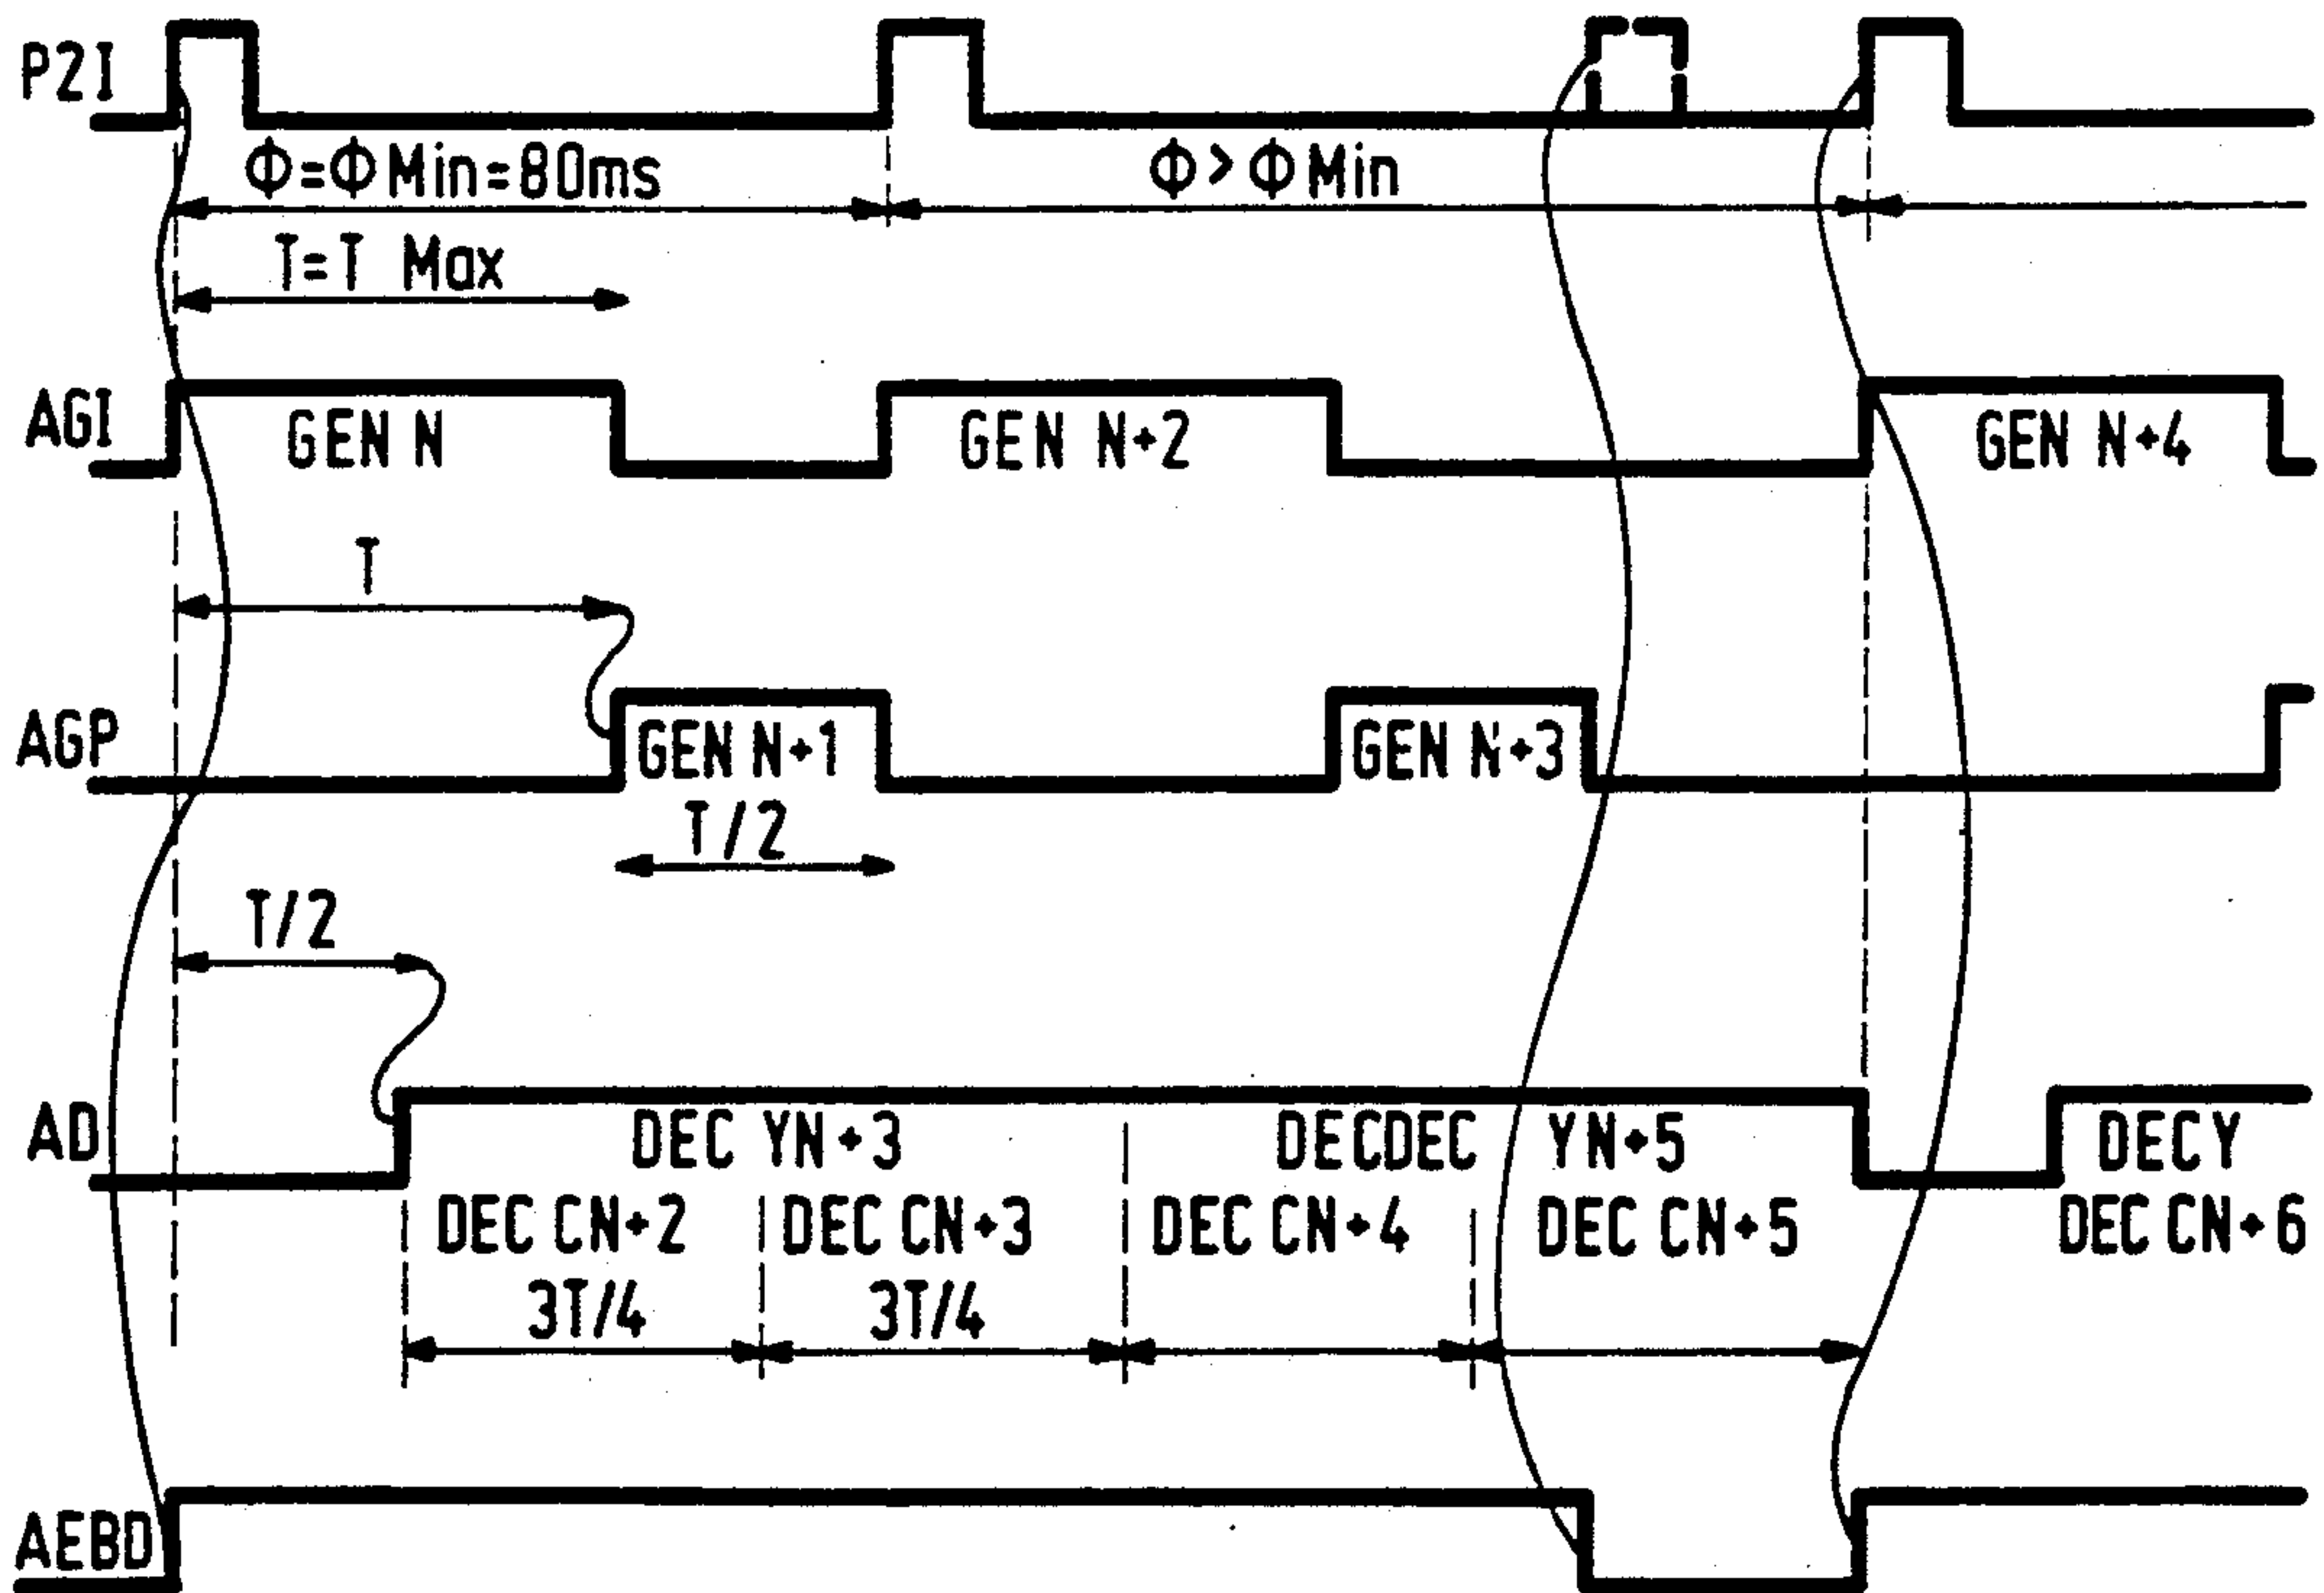 P2I
Φ=Φ Min=80ms
Φ>Φ Min
T=T Max
AGI
GEN N
GEN N+2
GEN N+4
T
AGP
GEN N+1
GEN N+3
T/2
T/2
AD
DEC YN+3
DECDEC YN+5
DECY
DEC CN+2
DEC CN+3
DEC CN+4
DEC CN+5
DEC CN+6
3T/4
3T/4
AEBD